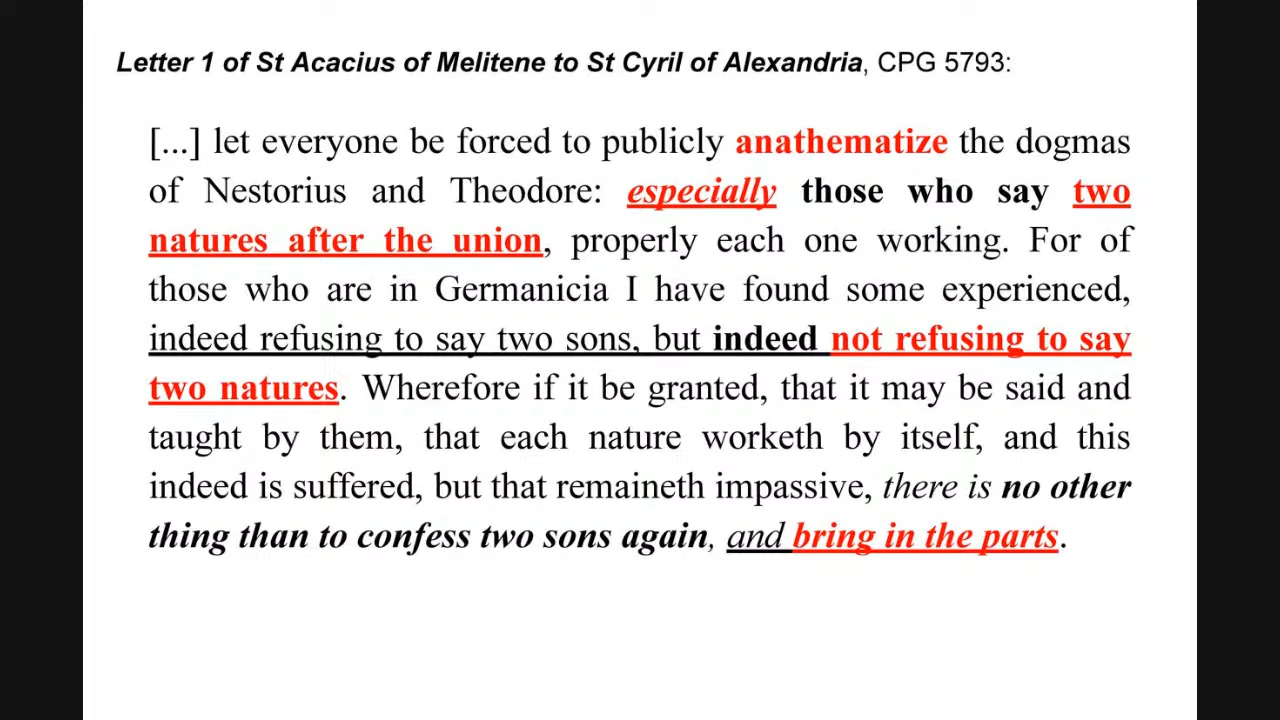 Letter 1 of St Acacius of Melitene to St Cyril of Alexandria, CPG 5793:
[...] let everyone be forced to publicly anathematize the dogmas
of Nestorius and Theodore: especially those who say two
natures after the union, properly each one working. For of
those who are in Germanicia I have found some experienced,
indeed refusing to say two sons, but indeed not refusing to say
two natures. Wherefore if it be granted, that it may be said and
taught by them, that each nature worketh by itself, and this
indeed is suffered, but that remaineth impassive, there is no other
thing than to confess two sons again, and bring in the parts.